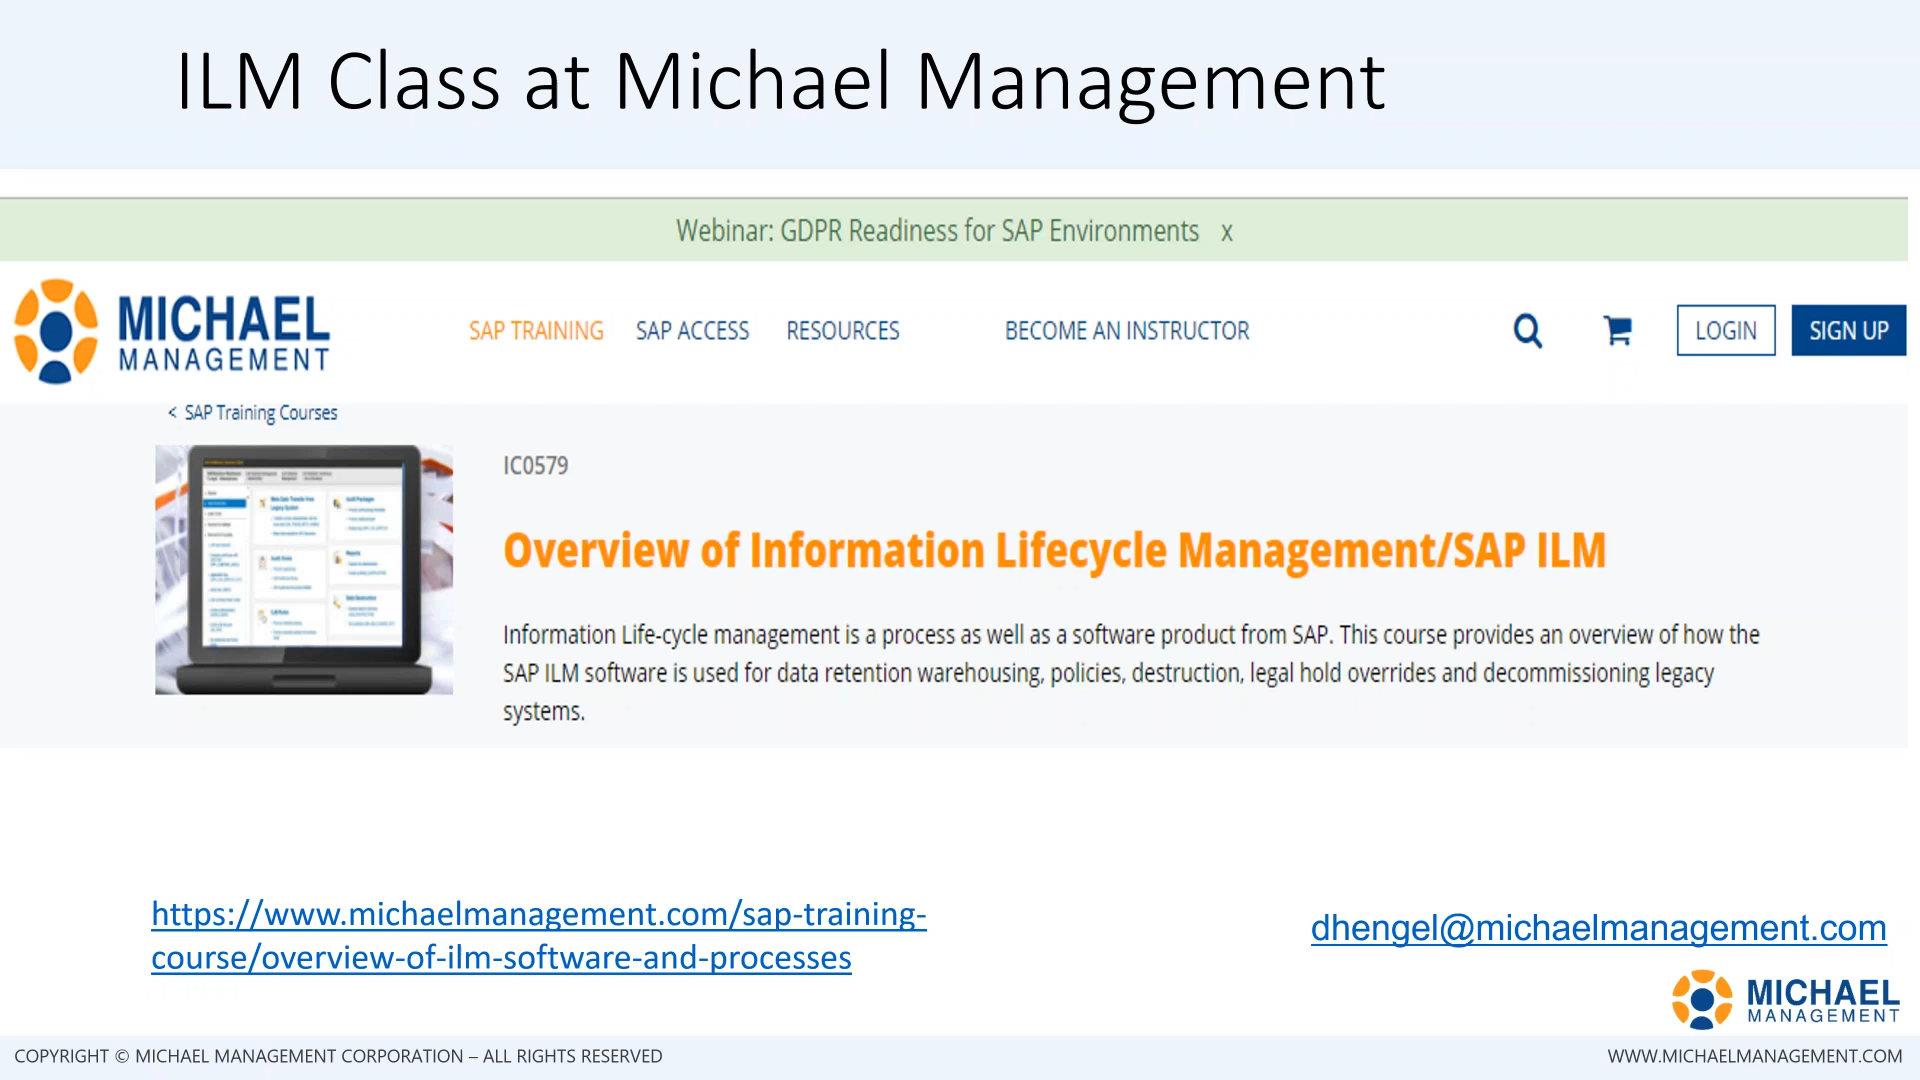 ILM Class at Michael Management
Webinar: GDPR Readiness for SAP Environments x
MICHAEL
MANAGEMENT
SAP TRAINING SAP ACCESS RESOURCES BECOME AN INSTRUCTOR LOGIN SIGN UP
< SAP Training Courses
IC0579
Overview of Information Lifecycle Management/SAP ILM
Information Life-cycle management is a process as well as a software product from SAP. This course provides an overview of how the
SAP ILM software is used for data retention warehousing, policies, destruction, legal hold overrides and decommissioning legacy
systems.
https://www.michaelmanagement.com/sap-training-
course/overview-of-ilm-software-and-processes
dhengel@michaelmanagement.com
MICHAEL
MANAGEMENT
COPYRIGHT © MICHAEL MANAGEMENT CORPORATION – ALL RIGHTS RESERVED
WWW.MICHAELMANAGEMENT.COM